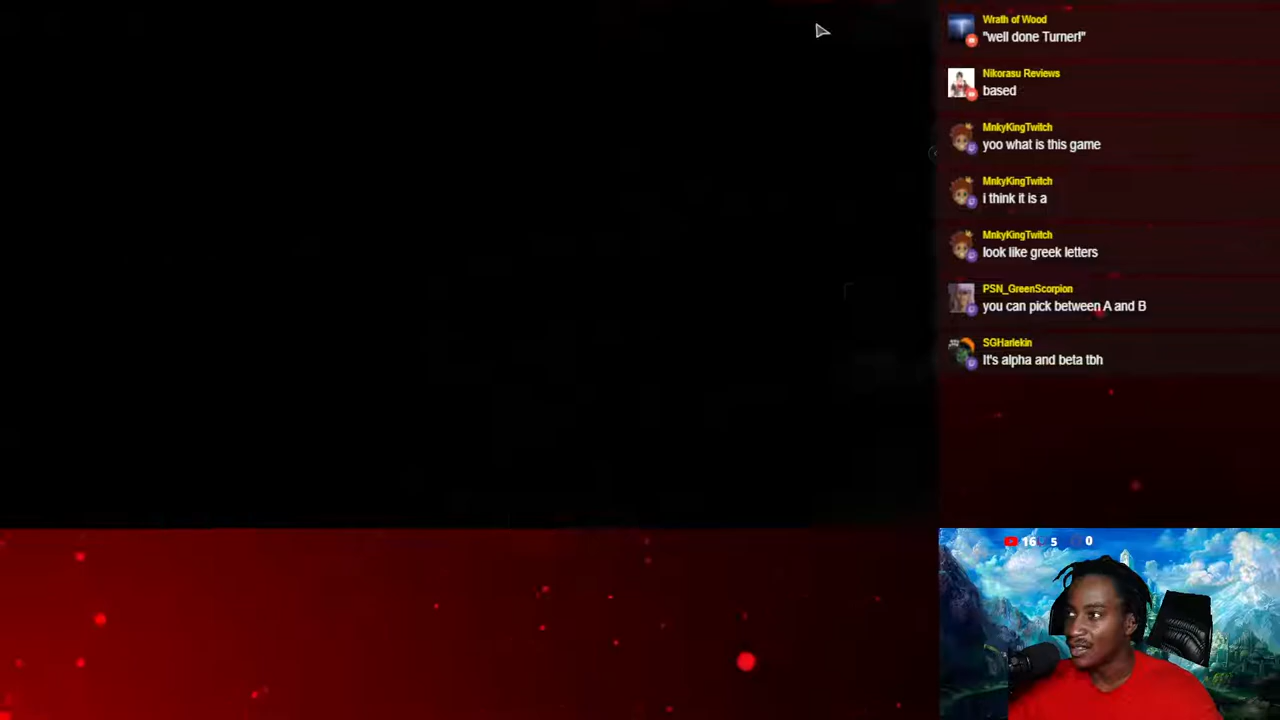 Wrath of Wood
"well done Turner!"
Nikorasu Reviews
based
MnkyKingTwitch
yoo what is this game
MnkyKingTwitch
i think it is a
MnkyKingTwitch
look like greek letters
PSN_GreenScorpion
you can pick between A and B
SGHarlekin
It's alpha and beta tbh
16 5 0